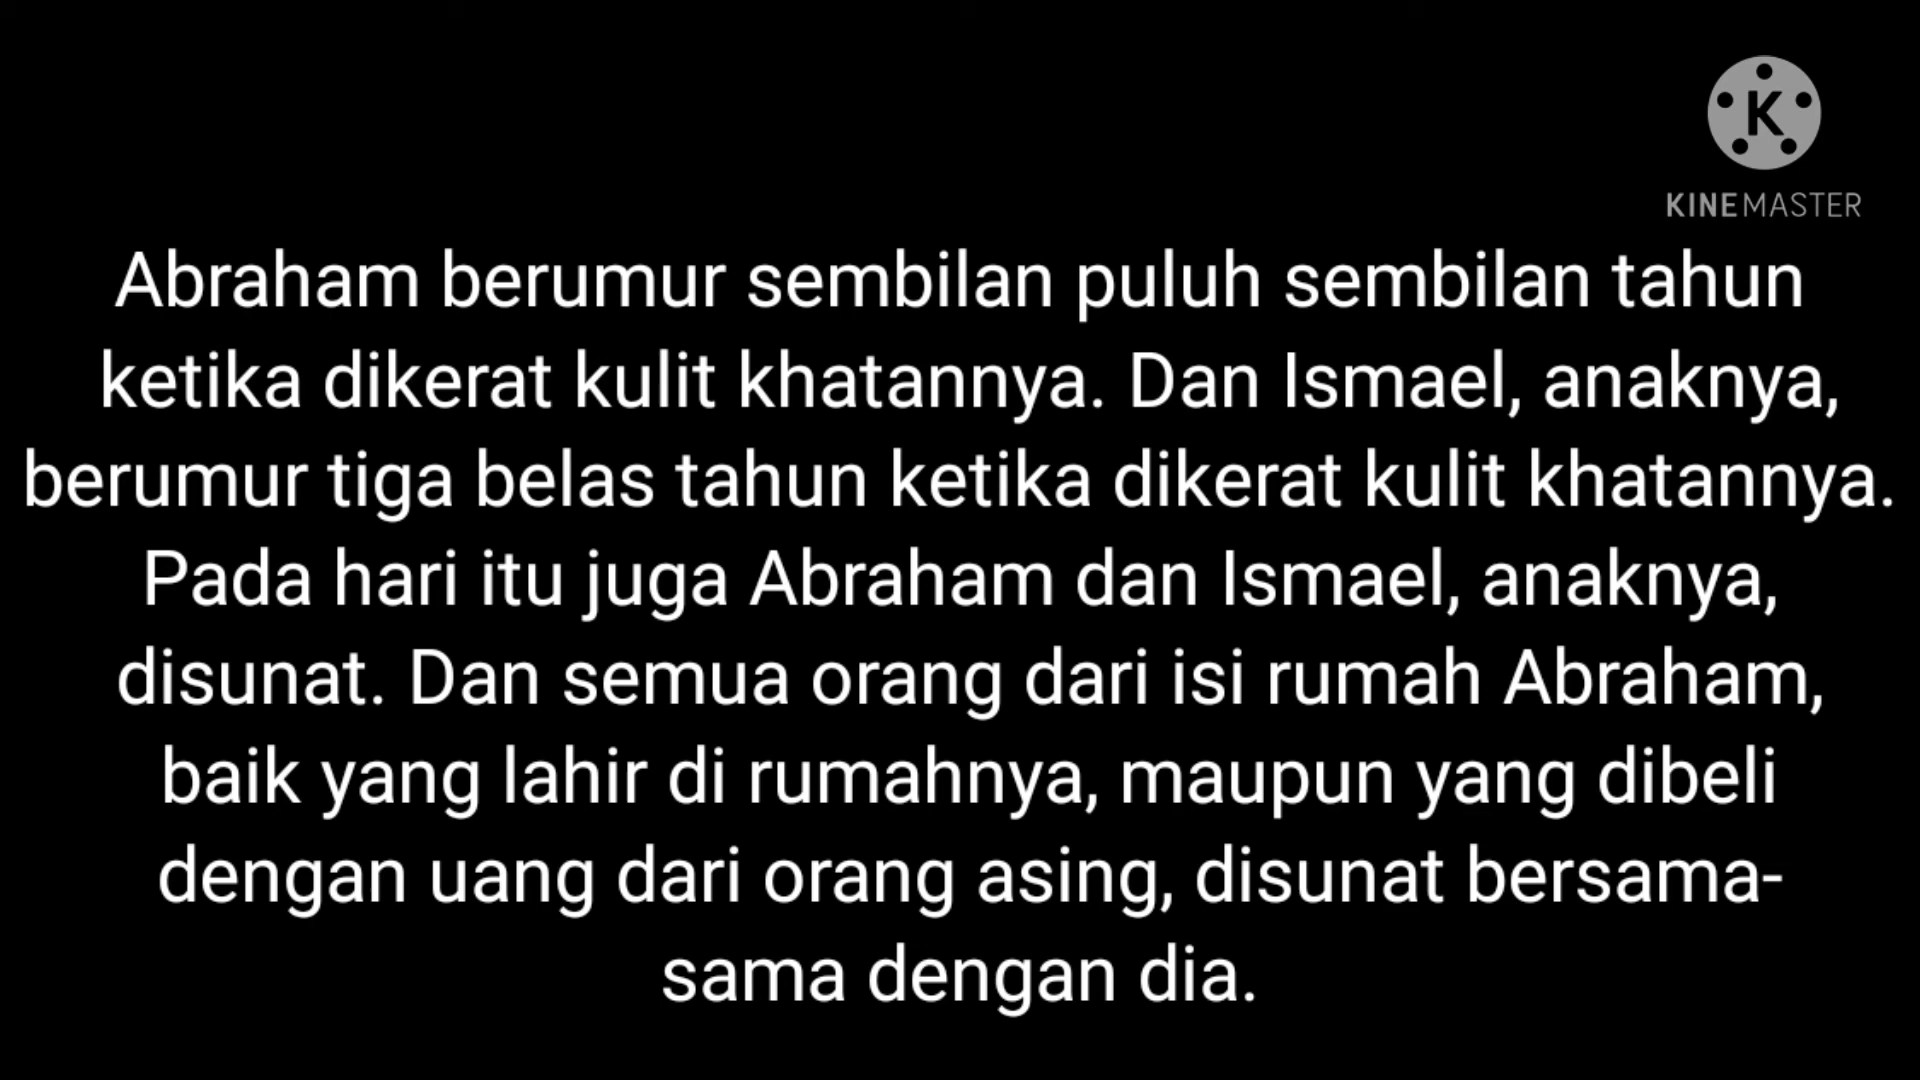 K
KINEMASTER
Abraham berumur sembilan puluh sembilan tahun
ketika dikerat kulit khatannya. Dan Ismael, anaknya,
berumur tiga belas tahun ketika dikerat kulit khatannya.
Pada hari itu juga Abraham dan Ismael, anaknya,
disunat. Dan semua orang dari isi rumah Abraham,
baik yang lahir di rumahnya, maupun yang dibeli
dengan uang dari orang asing, disunat bersama-
sama dengan dia.